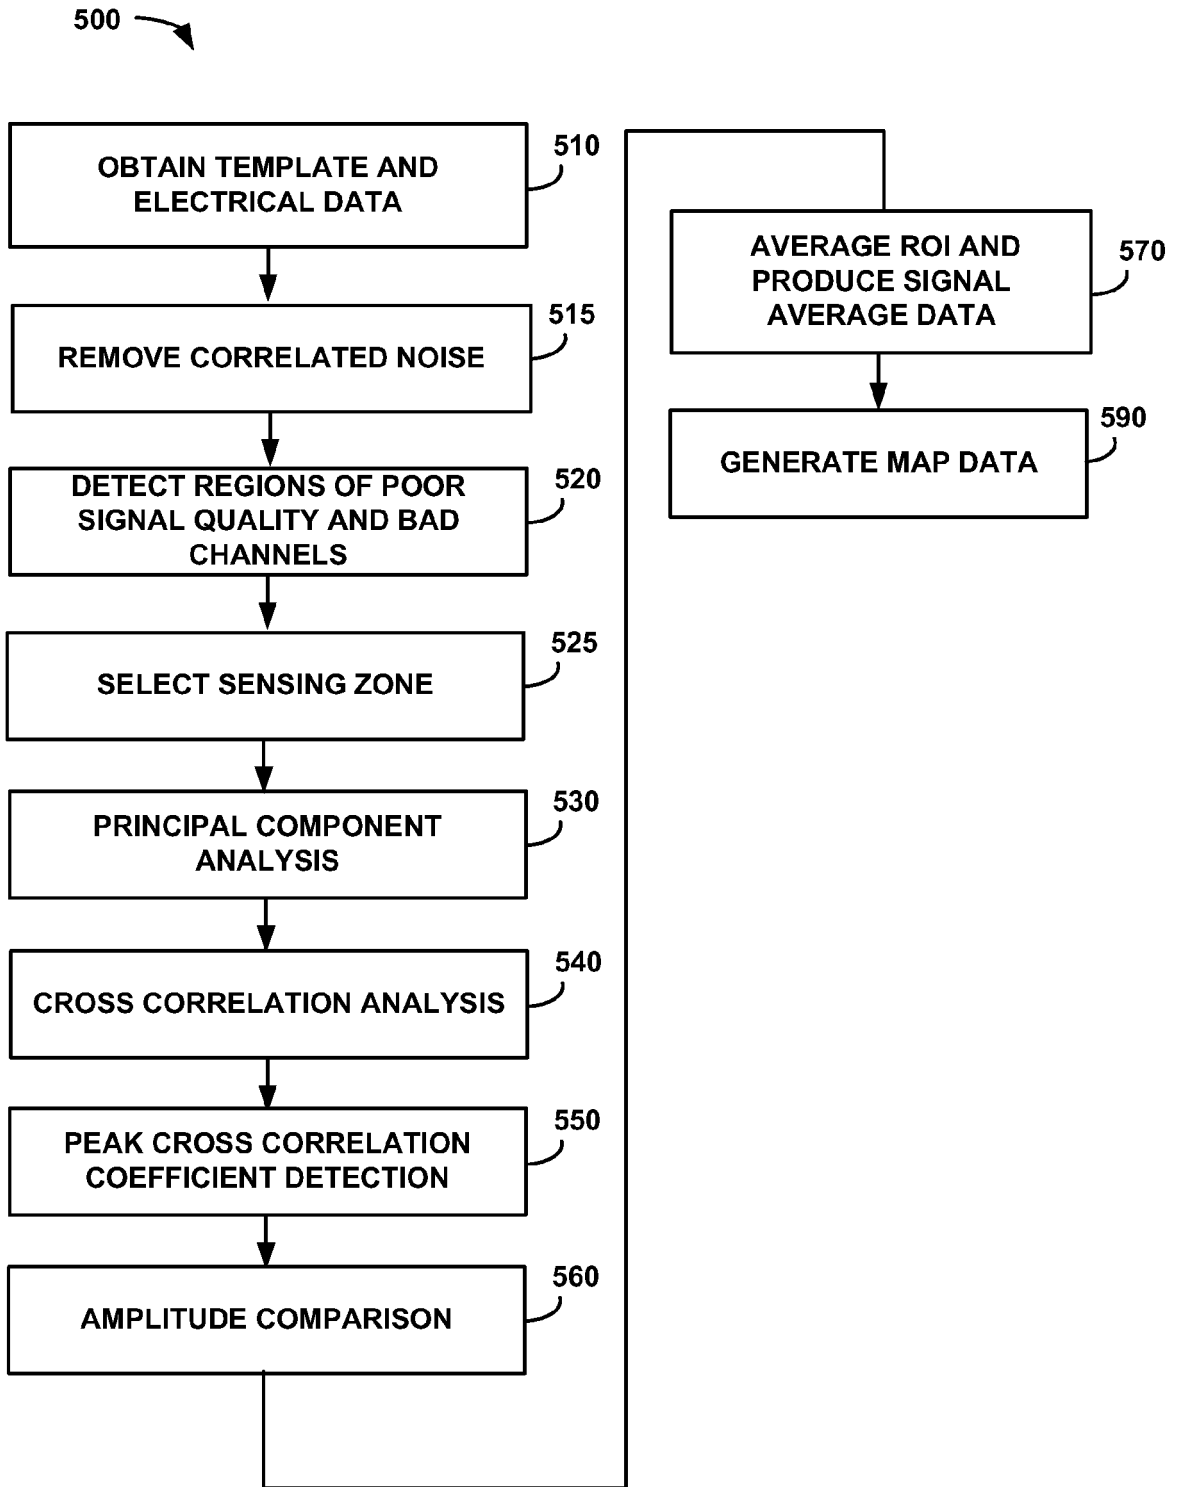 500
OBTAIN TEMPLATE AND
ELECTRICAL DATA
510
REMOVE CORRELATED NOISE
515
DETECT REGIONS OF POOR
SIGNAL QUALITY AND BAD
CHANNELS
520
SELECT SENSING ZONE
525
PRINCIPAL COMPONENT
ANALYSIS
530
CROSS CORRELATION ANALYSIS
540
PEAK CROSS CORRELATION
COEFFICIENT DETECTION
550
AMPLITUDE COMPARISON
560
AVERAGE ROI AND
PRODUCE SIGNAL
AVERAGE DATA
570
GENERATE MAP DATA
590